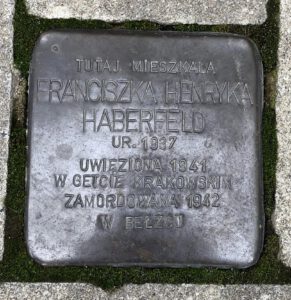 TUTAJ MIESZKAŁA
FRANCISZKA HENRYKA
HABERFELD
UR. 1937
UWIĘZIONA 1941
W GETCIE KRAKOWSKIM
ZAMORDOWANA 1942
W BEŁŻCU